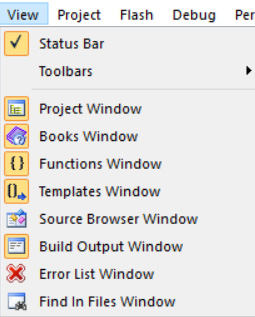 View Project Flash Debug Per
Status Bar
Toolbars
Project Window
Books Window
Functions Window
Templates Window
Source Browser Window
Build Output Window
Error List Window
Find In Files Window